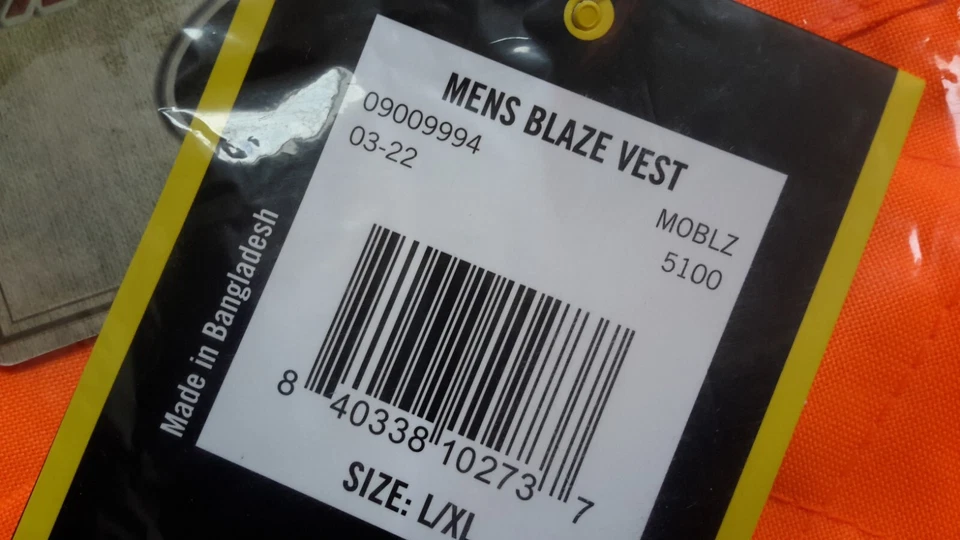 MENS BLAZE VEST
09009994
03-22
MOBLZ
5100
8 40338 10273 7
SIZE: L/XL
Made in Bangladesh